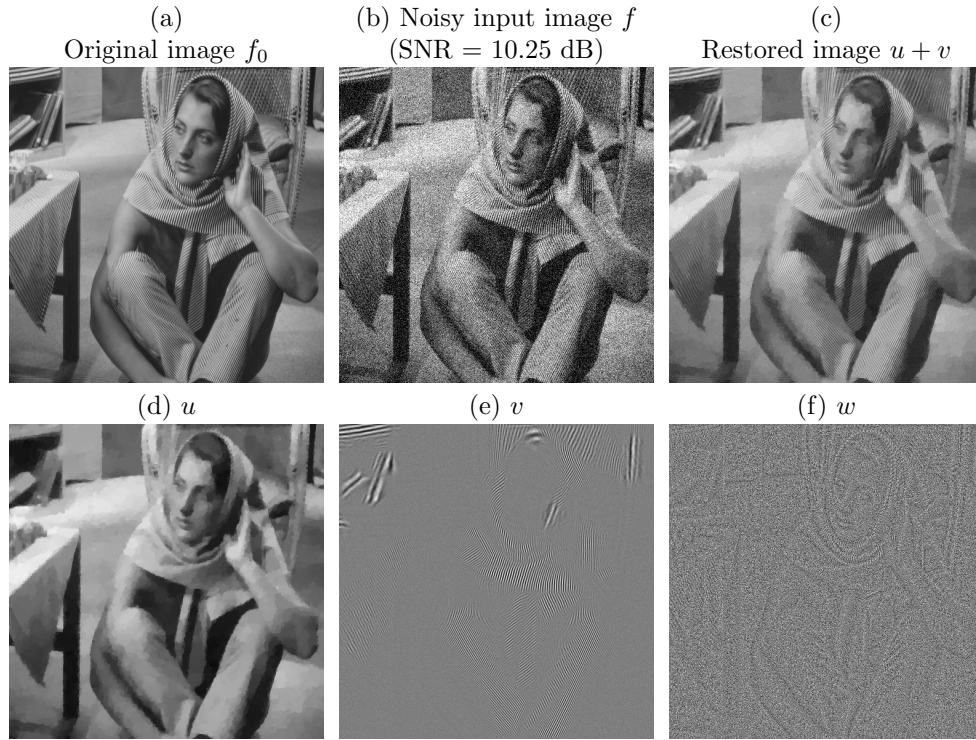 (a)
Original image f₀
(b) Noisy input image f
(SNR = 10.25 dB)
(c)
Restored image u + v
(d) u
(e) v
(f) w